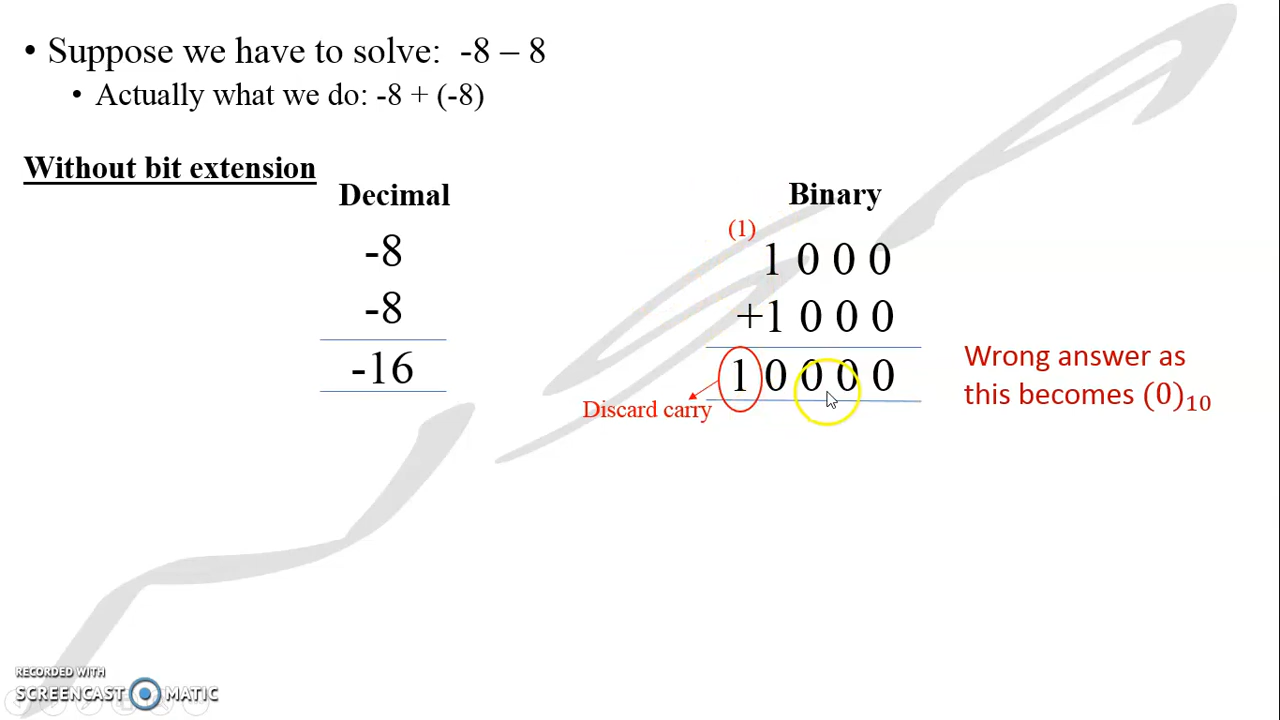 • Suppose we have to solve: -8 – 8
• Actually what we do: -8 + (-8)
Without bit extension
Decimal
-8
-8
-16
Binary
(1)
1 0 0 0
+1 0 0 0
1 0 0 0 0
Discard carry
Wrong answer as
this becomes (0)₁₀
RECORDED WITH
SCREENCAST MATIC